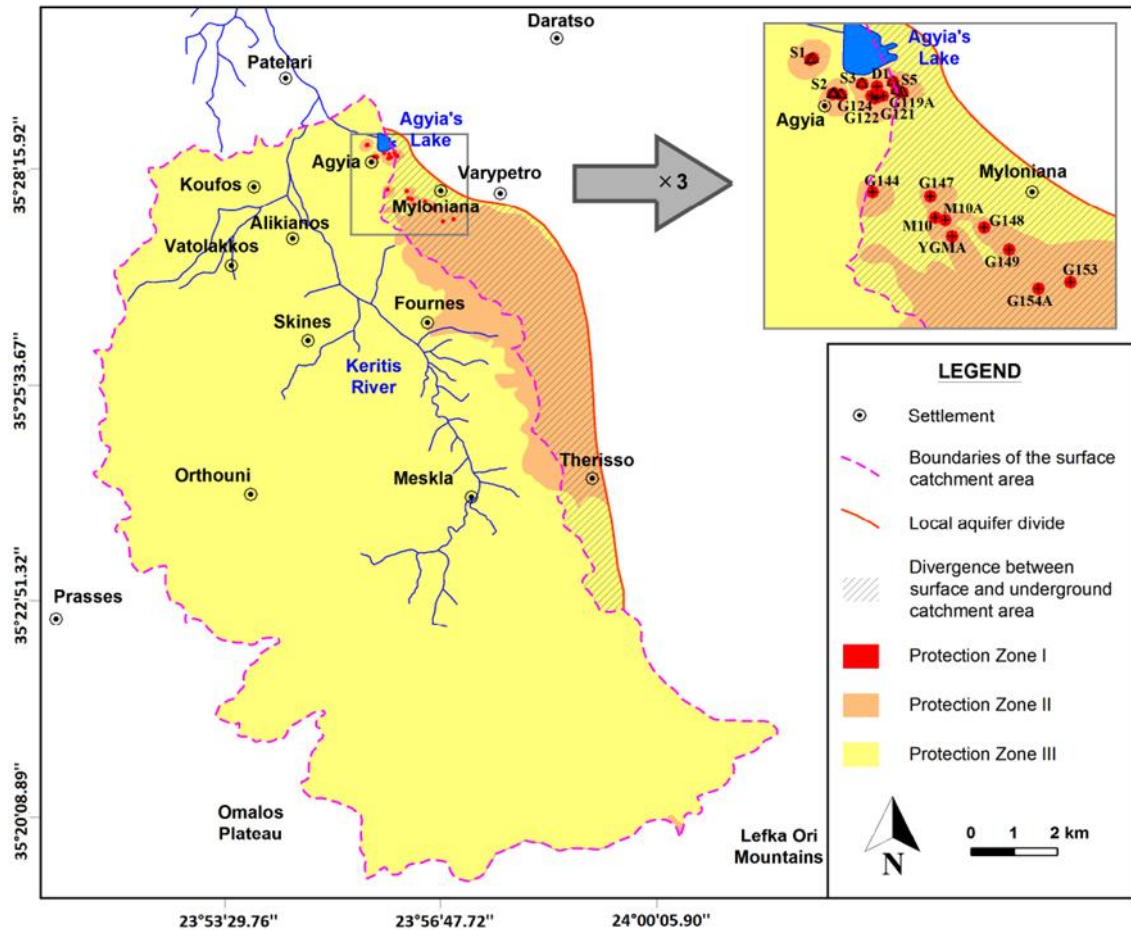 Daratso
Patelari
Agyia's
Lake
Agyia
Varypetro
Koufos
Myloniana
Alikianos
Vatolakkos
Fournes
Skines
Keritis
River
Therisso
Orthouni
Meskla
Prasses
Omalos
Plateau
Lefka Ori
Mountains
35°28'15.92''
35°25'33.67''
35°22'51.32''
35°20'08.89''
23°53'29.76''
23°56'47.72''
24°00'05.90''
× 3
Agyia's
Lake
S1
S3
D1
S5
S2
G124
G119A
Agyia
G122
G121
G144
G147
Myloniana
M10A
M10
G148
YGMA
G149
G153
G154A
LEGEND
Settlement
Boundaries of the surface
catchment area
Local aquifer divide
Divergence between
surface and underground
catchment area
Protection Zone I
Protection Zone II
Protection Zone III
N
0 1 2 km